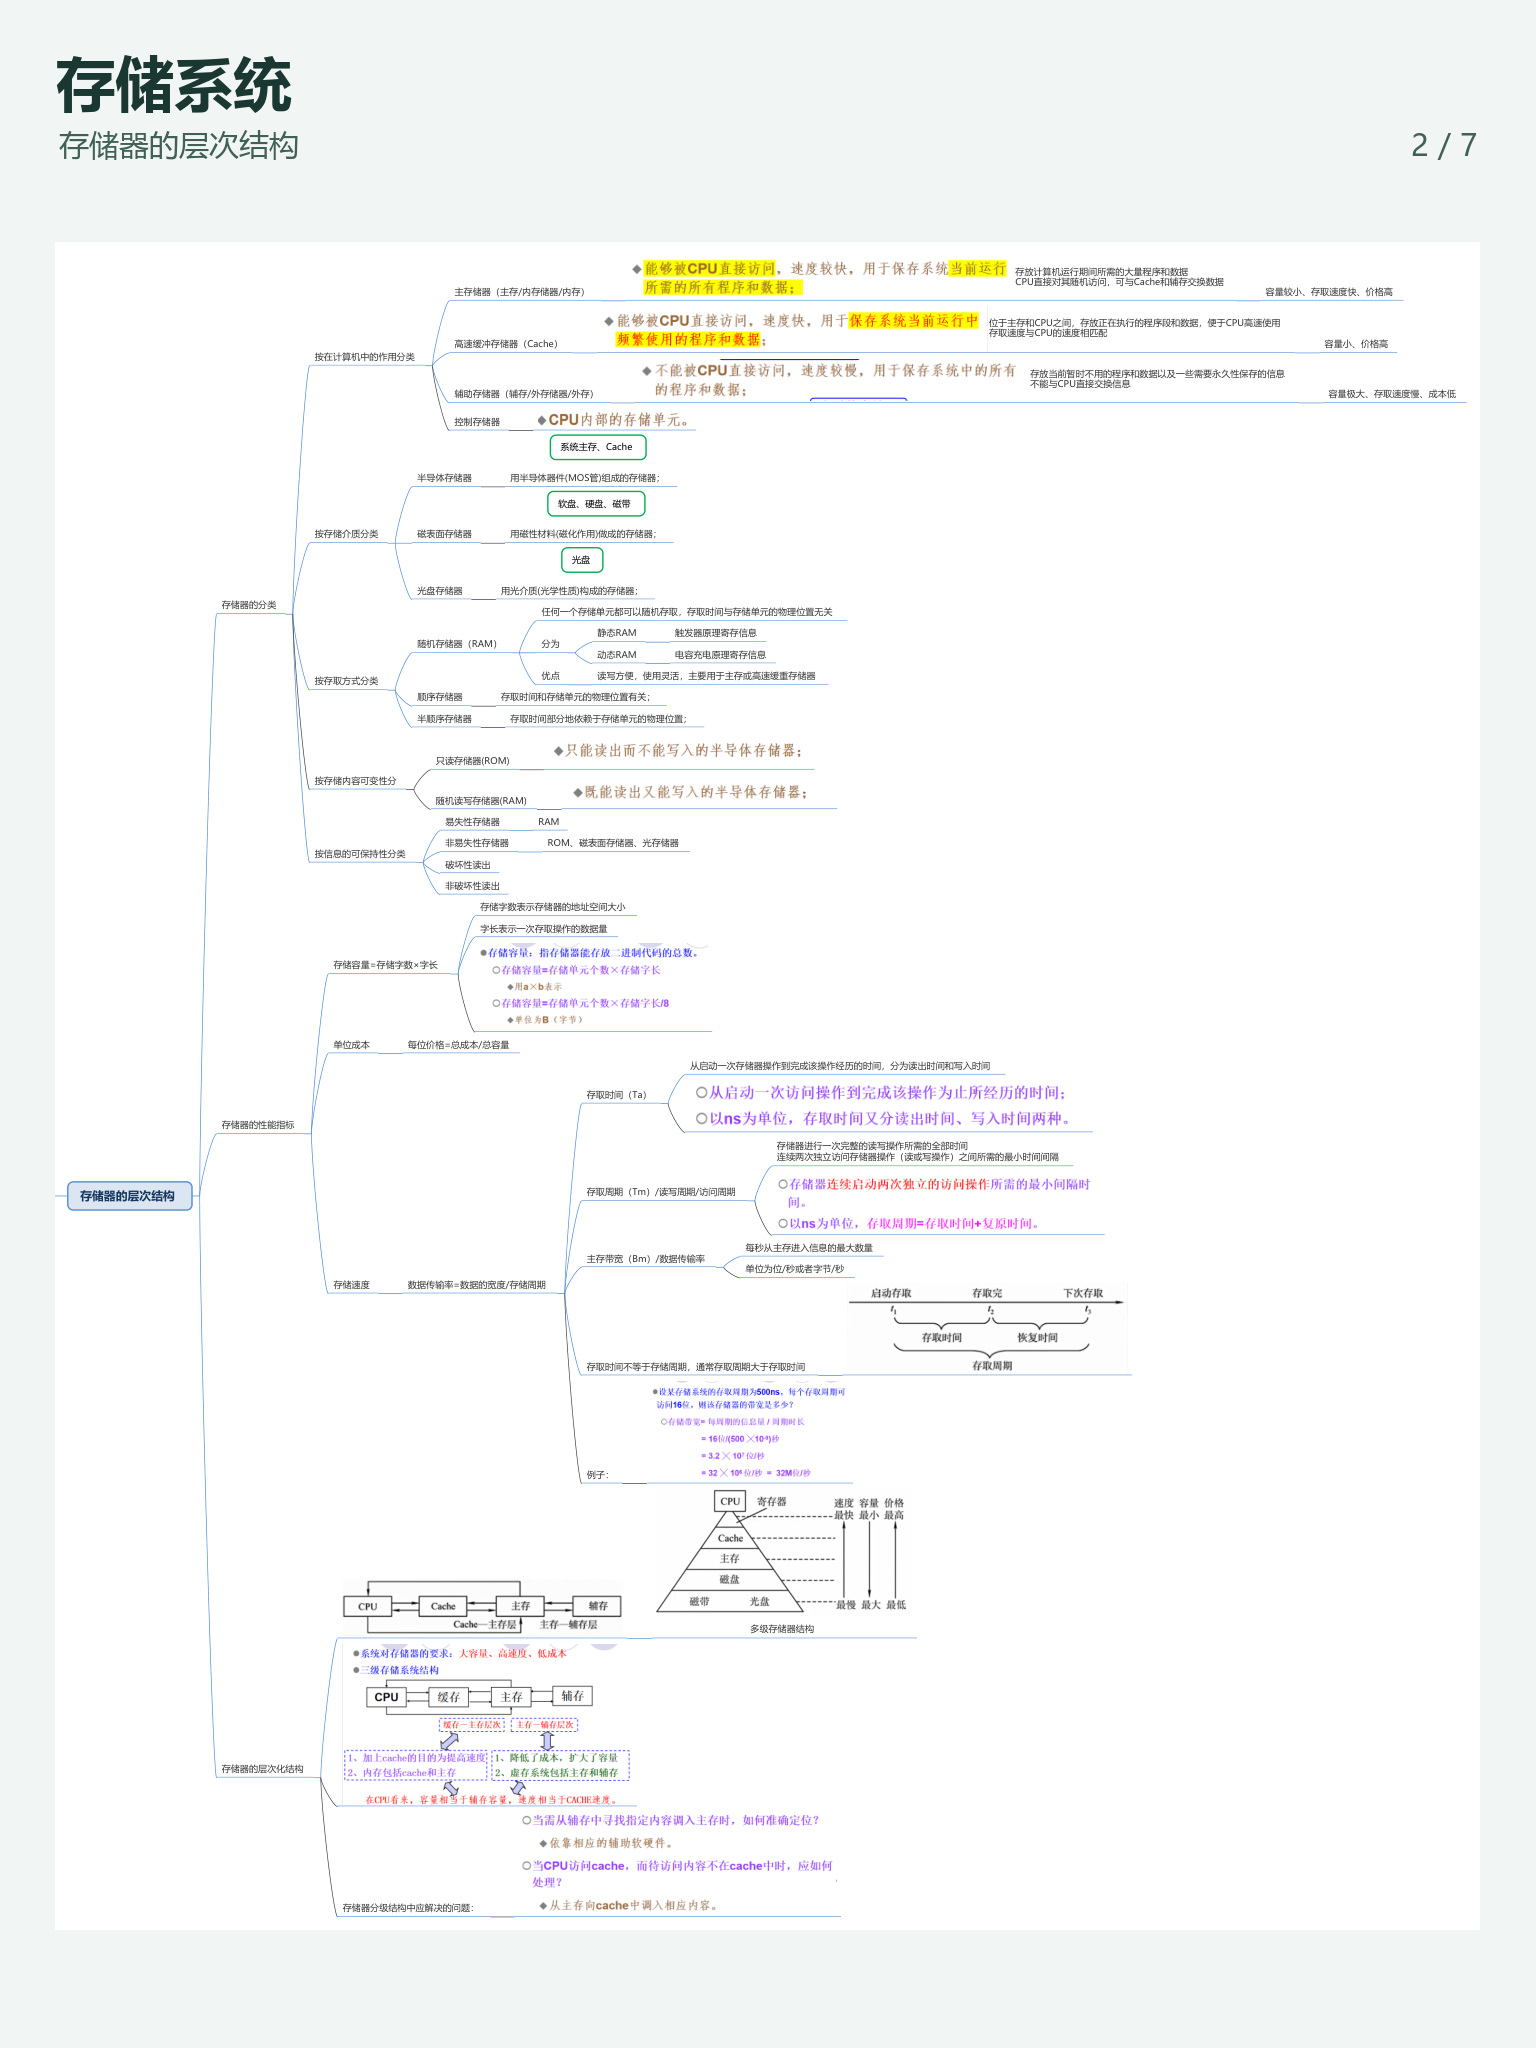 存储系统
存储器的层次结构
2 / 7
存储器的层次结构
存储器的分类
按在计算机中的作用分类
主存储器（主存/内存储器/内存）
◆能够被CPU直接访问，速度较快，用于保存系统当前运行
所需的所有程序和数据；
存放计算机运行期间所需的大量程序和数据
CPU直接对其随机访问，可与Cache和辅存交换数据
容量较小、存取速度快、价格高
高速缓冲存储器（Cache）
◆能够被CPU直接访问，速度快，用于保存系统当前运行中
频繁使用的程序和数据；
位于主存和CPU之间，存放正在执行的程序段和数据，便于CPU高速使用
存取速度与CPU的速度相匹配
容量小、价格高
辅助存储器（辅存/外存储器/外存）
◆不能被CPU直接访问，速度较慢，用于保存系统中的所有
的程序和数据；
存放当前暂时不用的程序和数据以及一些需要永久性保存的信息
不能与CPU直接交换信息
容量极大、存取速度慢、成本低
控制存储器
◆CPU内部的存储单元。
按存储介质分类
系统主存、Cache
半导体存储器
用半导体器件(MOS管)组成的存储器；
软盘、硬盘、磁带
磁表面存储器
用磁性材料(磁化作用)做成的存储器；
光盘
光盘存储器
用光介质(光学性质)构成的存储器；
按存取方式分类
随机存储器（RAM）
任何一个存储单元都可以随机存取，存取时间与存储单元的物理位置无关
分为
静态RAM
触发器原理寄存信息
动态RAM
电容充电原理寄存信息
优点
读写方便，使用灵活，主要用于主存或高速缓重存储器
顺序存储器
存取时间和存储单元的物理位置有关；
半顺序存储器
存取时间部分地依赖于存储单元的物理位置；
按存储内容可变性分
只读存储器(ROM)
◆只能读出而不能写入的半导体存储器；
随机读写存储器(RAM)
◆既能读出又能写入的半导体存储器；
按信息的可保持性分类
易失性存储器
RAM
非易失性存储器
ROM、磁表面存储器、光存储器
破坏性读出
非破坏性读出
存储器的性能指标
存储容量=存储字数×字长
存储字数表示存储器的地址空间大小
字长表示一次存取操作的数据量
●存储容量：指存储器能存放二进制代码的总数。
○存储容量=存储单元个数×存储字长
◆用a×b表示
○存储容量=存储单元个数×存储字长/8
◆单位为B（字节）
单位成本
每位价格=总成本/总容量
存储速度
数据传输率=数据的宽度/存储周期
存取时间（Ta）
从启动一次存储器操作到完成该操作经历的时间，分为读出时间和写入时间
○从启动一次访问操作到完成该操作为止所经历的时间；
○以ns为单位，存取时间又分读出时间、写入时间两种。
存取周期（Tm）/读写周期/访问周期
存储器进行一次完整的读写操作所需的全部时间
连续两次独立访问存储器操作（读或写操作）之间所需的最小时间间隔
○存储器连续启动两次独立的访问操作所需的最小间隔时
间。
○以ns为单位，存取周期=存取时间+复原时间。
主存带宽（Bm）/数据传输率
每秒从主存进入信息的最大数量
单位为位/秒或者字节/秒
存取时间不等于存储周期，通常存取周期大于存取时间
启动存取 存取完 下次存取
t1 t2 t3
存取时间 恢复时间
存取周期
例子：
●设某存储系统的存取周期为500ns，每个存取周期可
访问16位，则该存储器的带宽是多少？
○存储带宽= 每周期的信息量 / 周期时长
= 16位/(500 ╳10⁻⁹)秒
= 3.2 ╳ 10⁷ 位/秒
= 32 ╳ 10⁶ 位/秒 = 32M位/秒
存储器的层次化结构
CPU Cache 主存 辅存
Cache—主存层 主存—辅存层
CPU 寄存器
Cache
主存
磁盘
磁带 光盘
速度 容量 价格
最快 最小 最高
最慢 最大 最低
多级存储器结构
●系统对存储器的要求：大容量、高速度、低成本
●三级存储系统结构
CPU 缓存 主存 辅存
缓存－主存层次 主存－辅存层次
1、加上cache的目的为提高速度
2、内存包括cache和主存
1、降低了成本，扩大了容量
2、虚存系统包括主存和辅存
在CPU看来，容量相当于辅存容量，速度相当于CACHE速度。
存储器分级结构中应解决的问题：
○当需从辅存中寻找指定内容调入主存时，如何准确定位？
◆依靠相应的辅助软硬件。
○当CPU访问cache，而待访问内容不在cache中时，应如何
处理？
◆从主存向cache中调入相应内容。